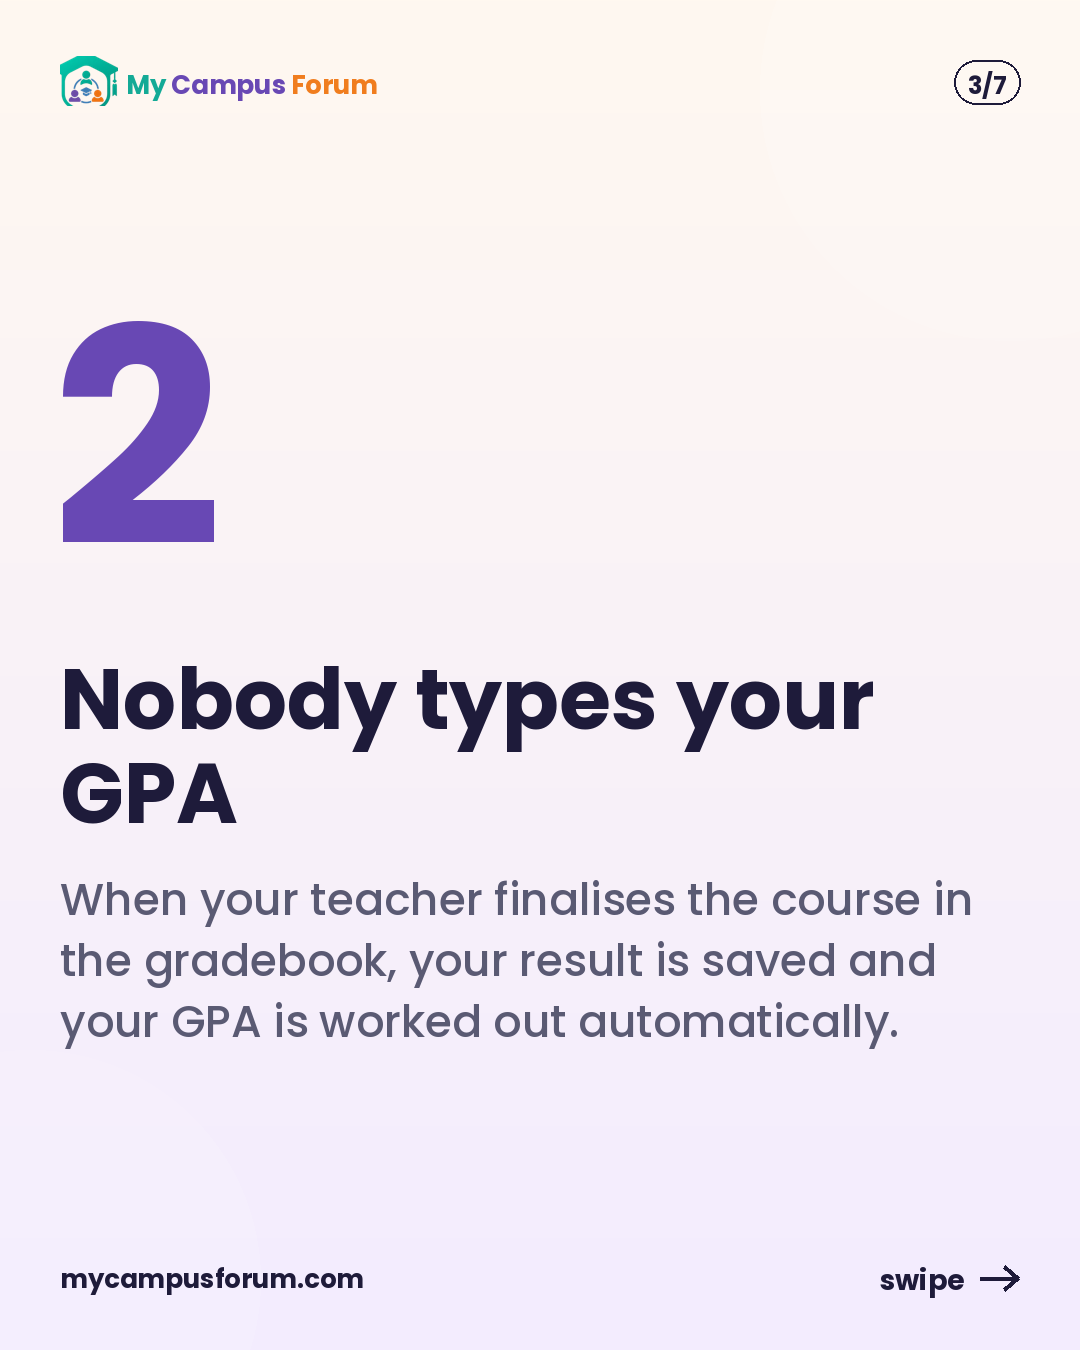 My Campus Forum
3/7
2
Nobody types your
GPA
When your teacher finalises the course in
the gradebook, your result is saved and
your GPA is worked out automatically.
mycampusforum.com
swipe →